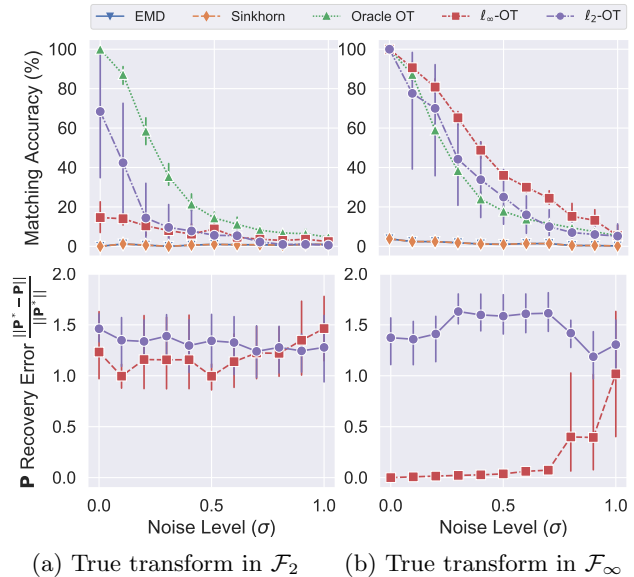 EMD Sinkhorn Oracle OT ℓ∞-OT ℓ2-OT
Matching Accuracy (%)
100
80
60
40
20
0
P Recovery Error ||P* − P|| / ||P*||
2.0
1.5
1.0
0.5
0.0
0.0 0.5 1.0
0.0 0.5 1.0
Noise Level (σ)
Noise Level (σ)
(a) True transform in F2
(b) True transform in F∞